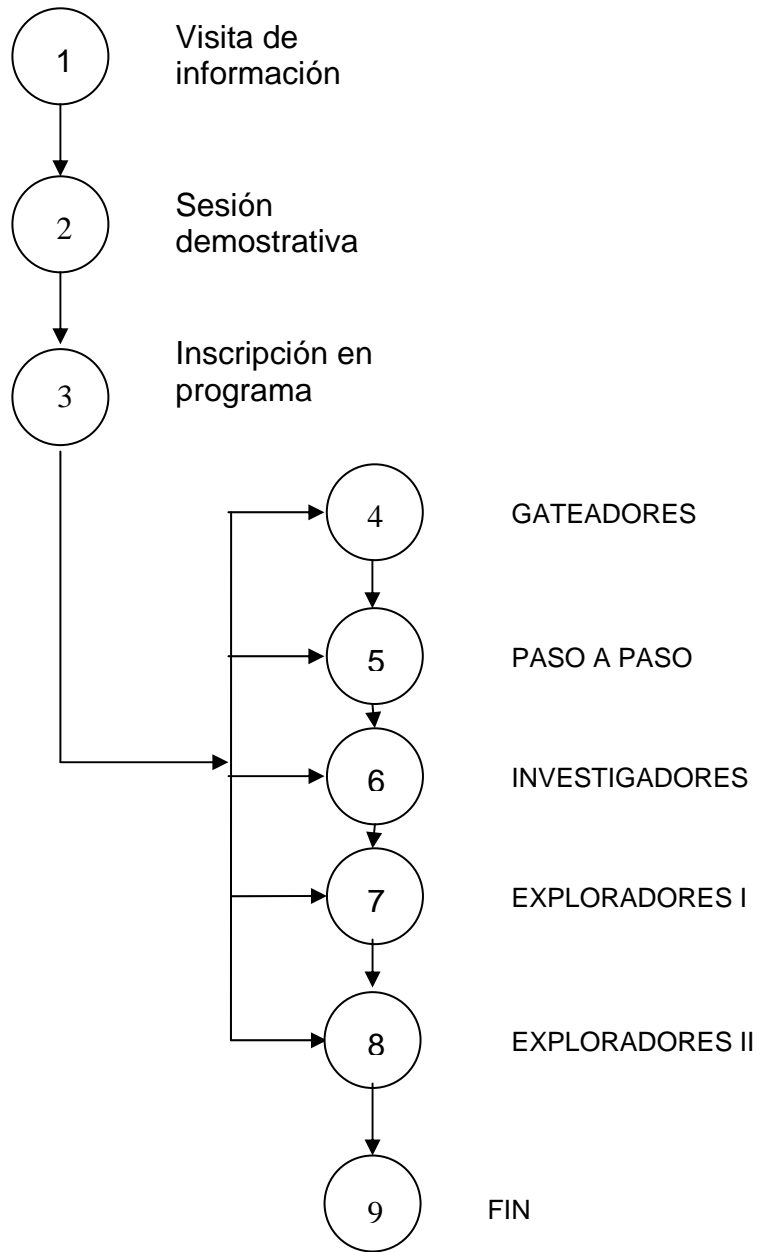 1
Visita de
información
2
Sesión
demostrativa
3
Inscripción en
programa
4
GATEADORES
5
PASO A PASO
6
INVESTIGADORES
7
EXPLORADORES I
8
EXPLORADORES II
9
FIN